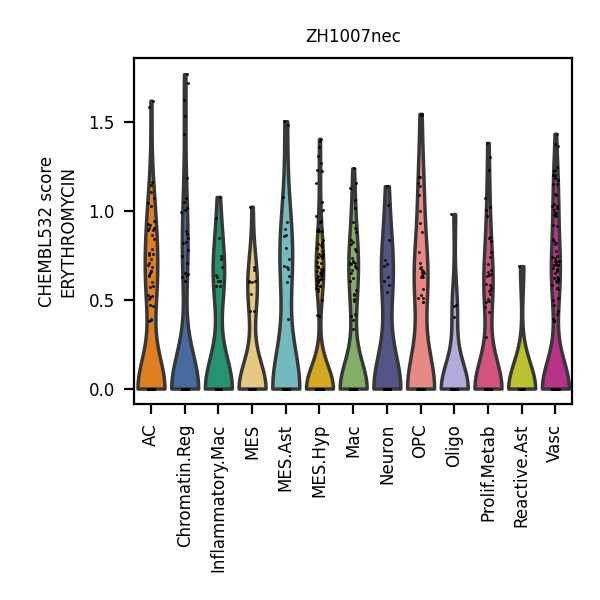 ZH1007nec
CHEMBL532 score
ERYTHROMYCIN
1.5
1.0
0.5
0.0
AC
Chromatin.Reg
Inflammatory.Mac
MES
MES.Ast
MES.Hyp
Mac
Neuron
OPC
Oligo
Prolif.Metab
Reactive.Ast
Vasc